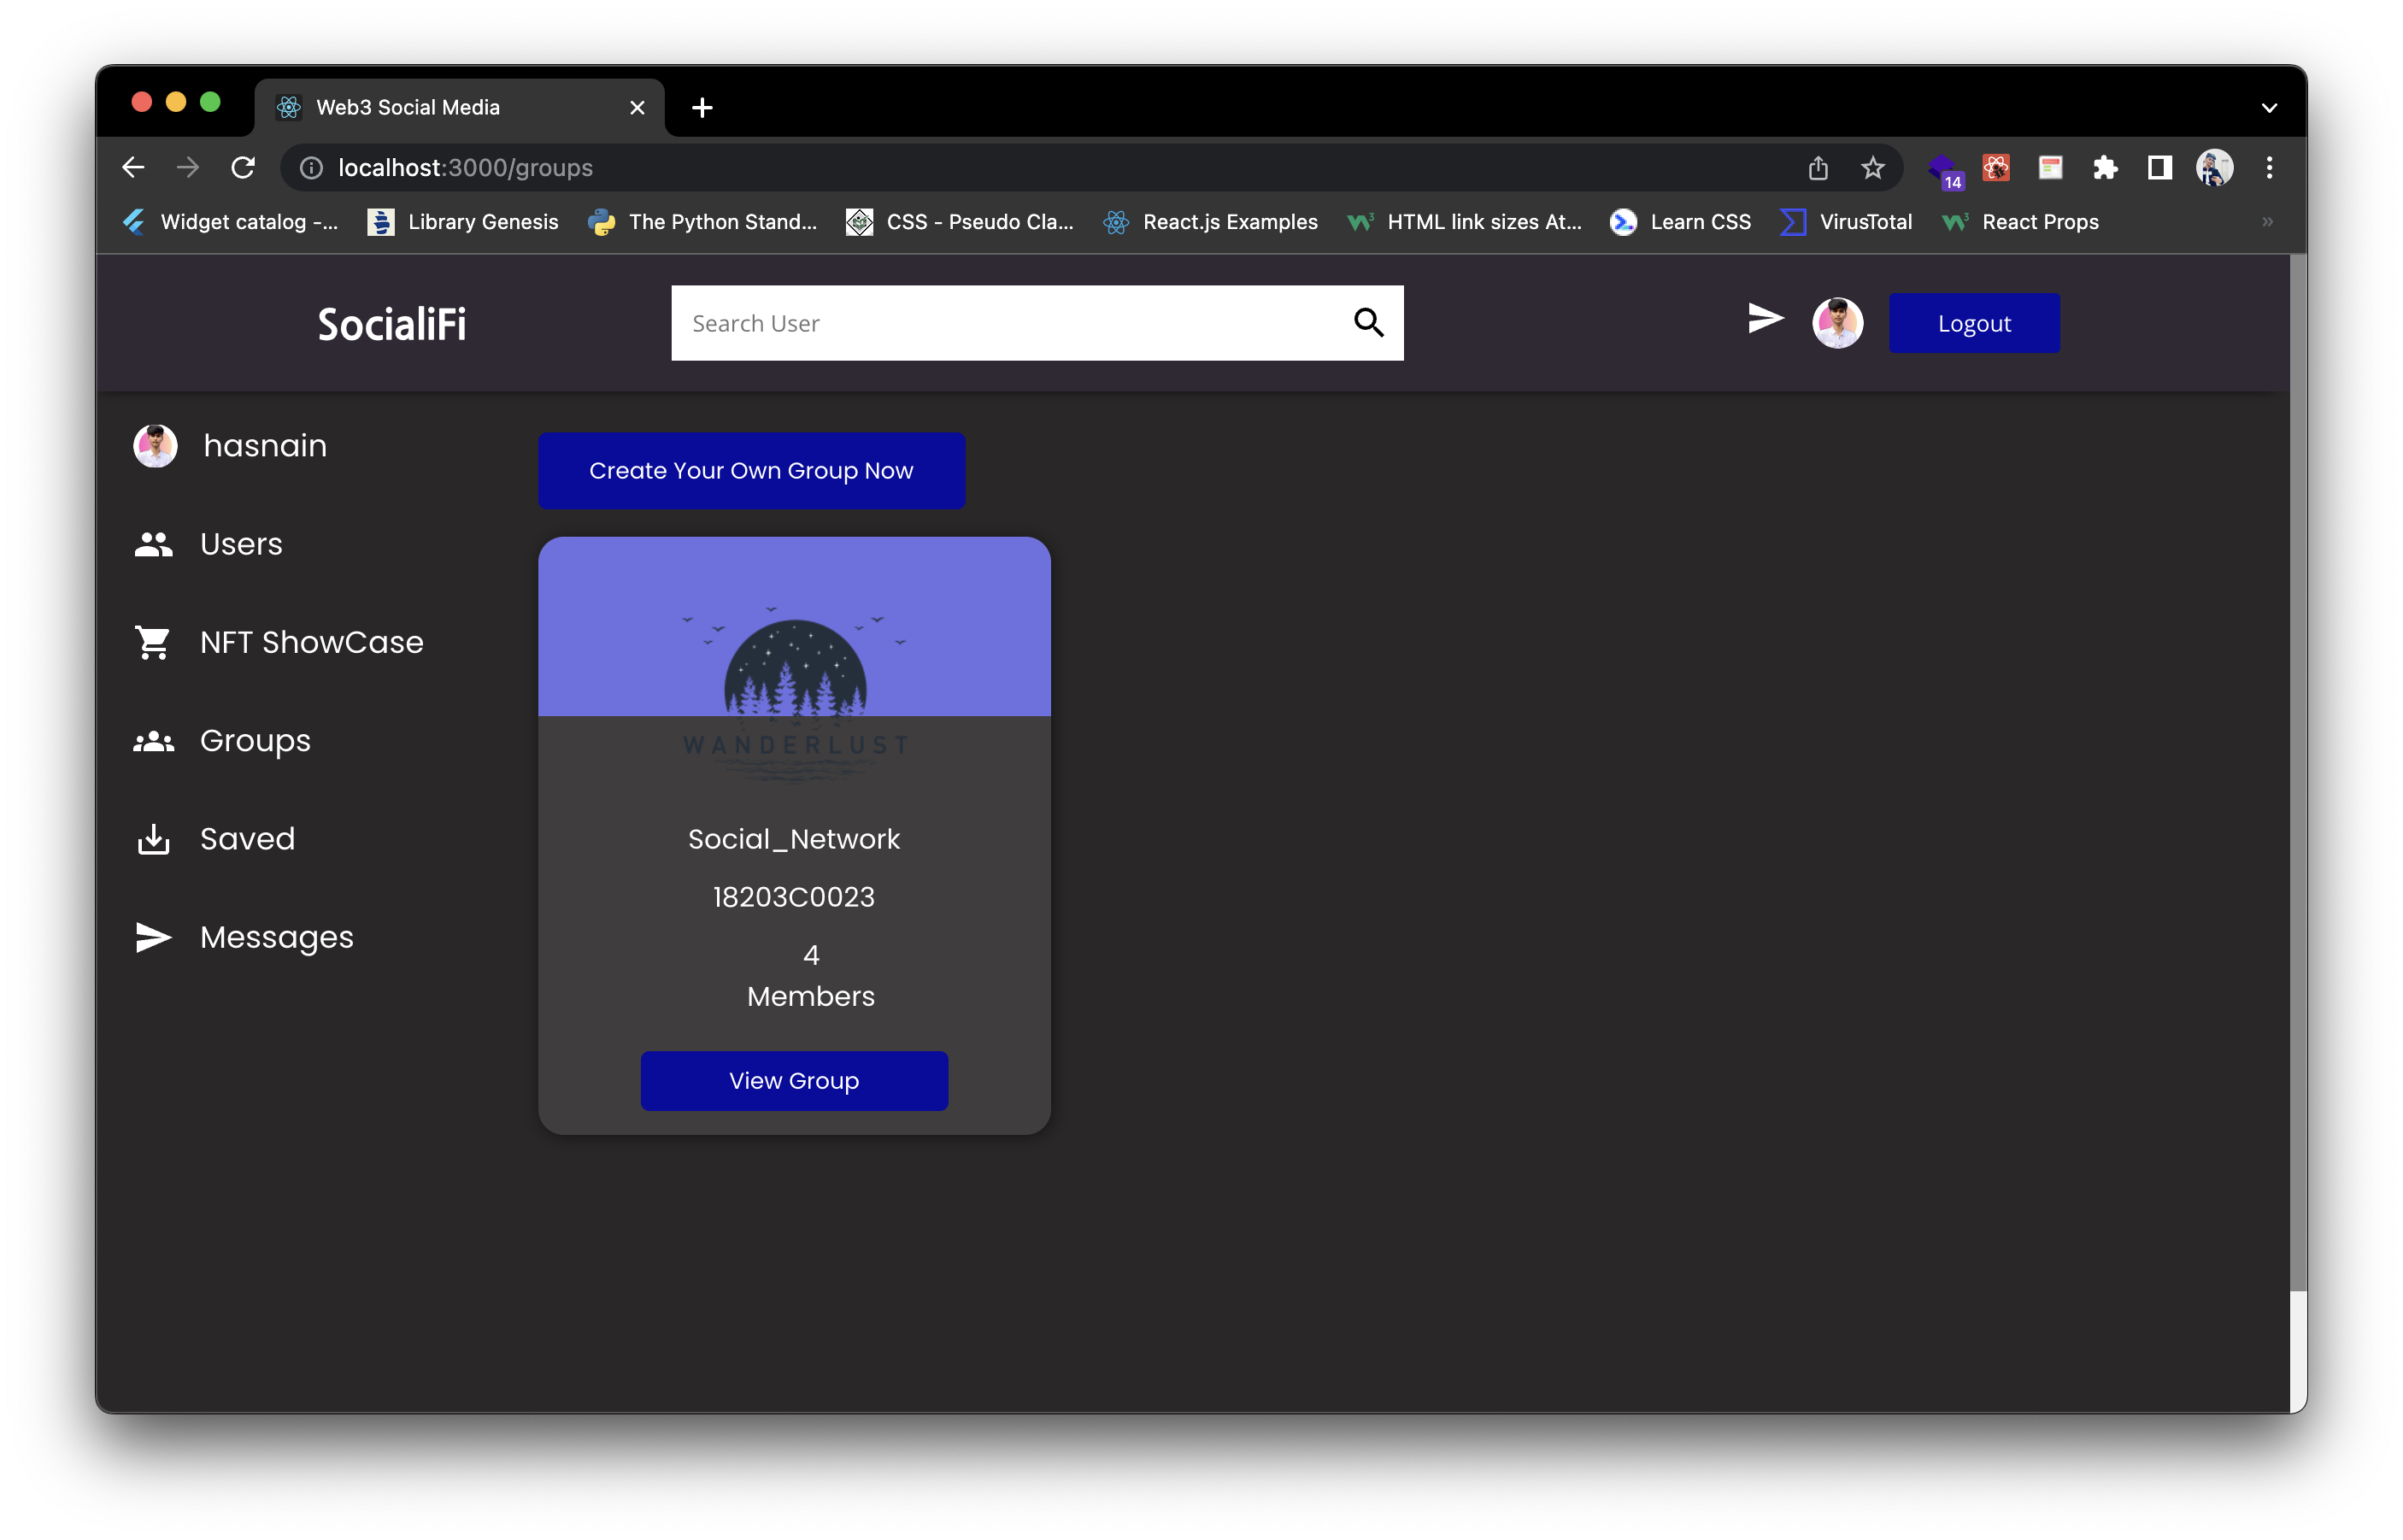 Web3 Social Media
localhost:3000/groups
14
Widget catalog -... Library Genesis The Python Stand... CSS - Pseudo Cla... React.js Examples HTML link sizes At... Learn CSS VirusTotal React Props »
SocialiFi Search User Logout
hasnain
Users
NFT ShowCase
Groups
Saved
Messages
Create Your Own Group Now
WANDERLUST
Social_Network
18203C0023
4
Members
View Group